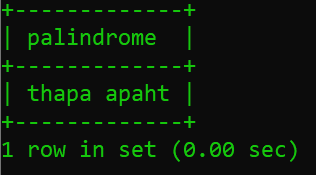 +-------------+
| palindrome  |
+-------------+
| thapa apaht |
+-------------+
1 row in set (0.00 sec)